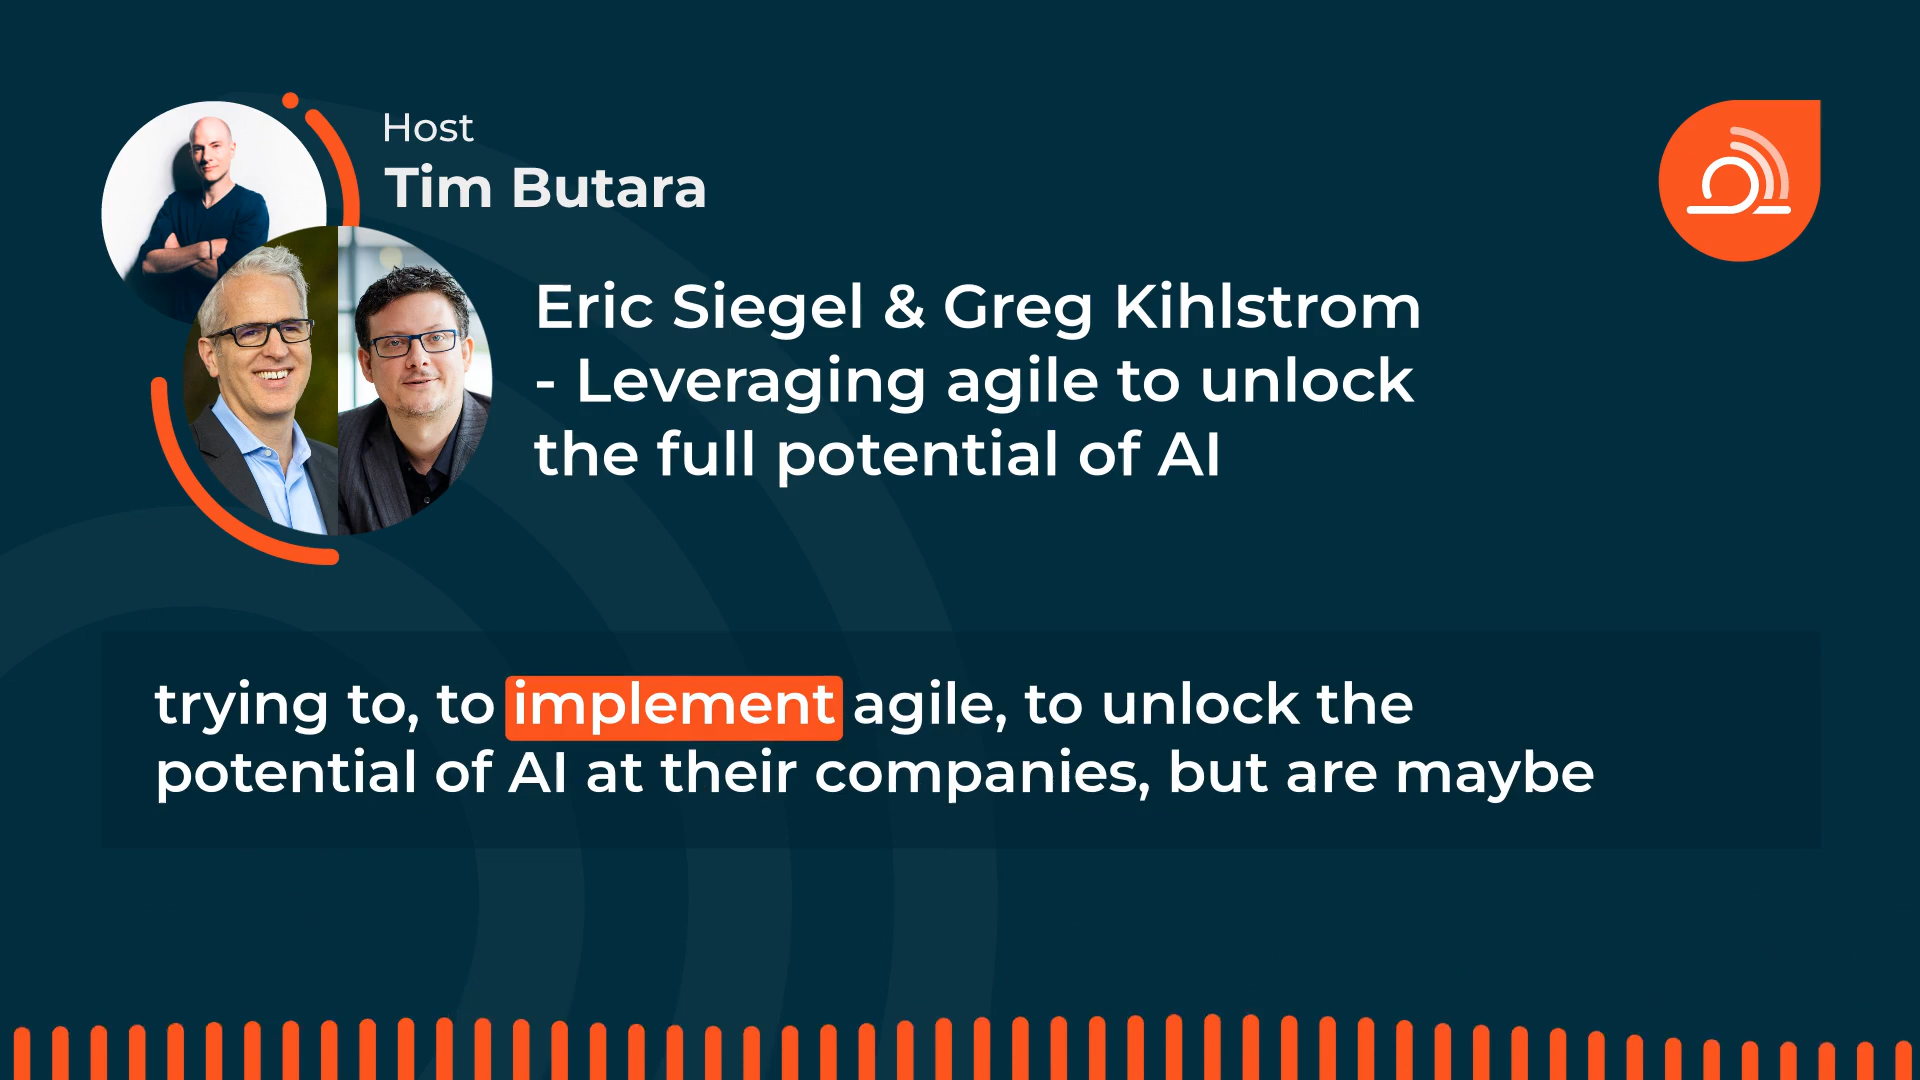 Host
Tim Butara
Eric Siegel & Greg Kihlstrom
- Leveraging agile to unlock
the full potential of AI
trying to, to implement agile, to unlock the
potential of AI at their companies, but are maybe